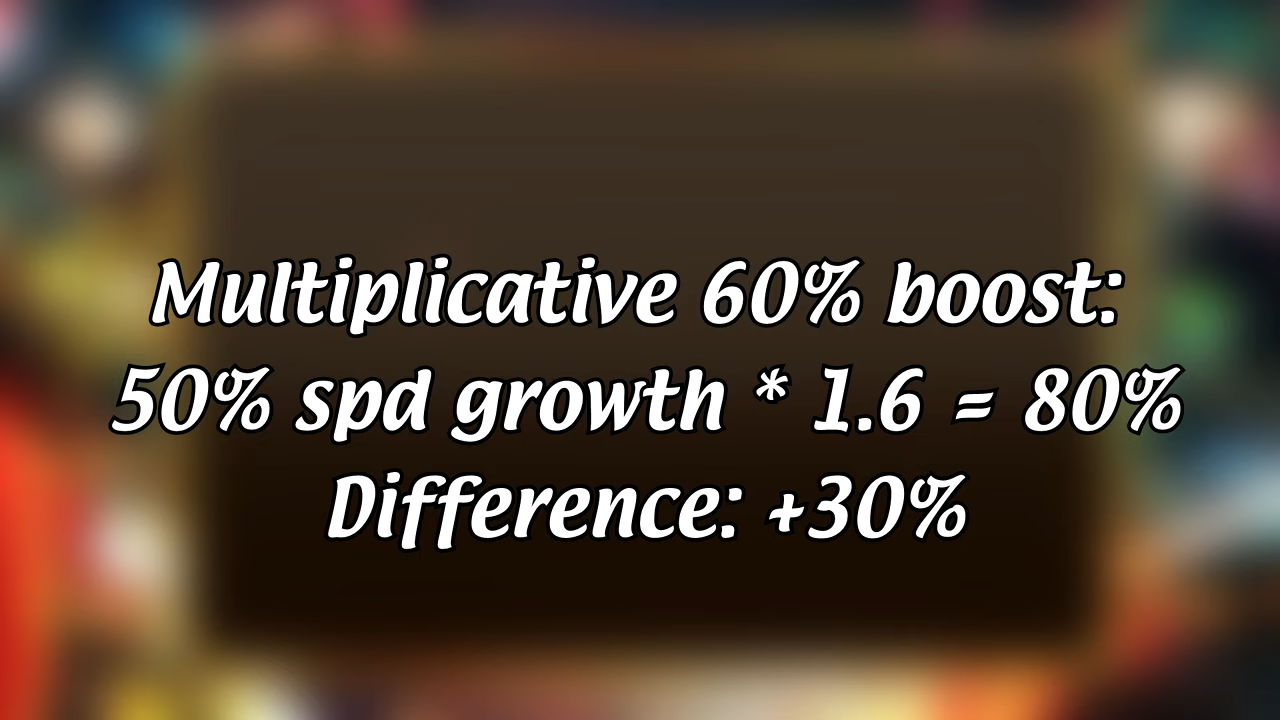 Multiplicative 60% boost:
50% spd growth * 1.6 = 80%
Difference: +30%